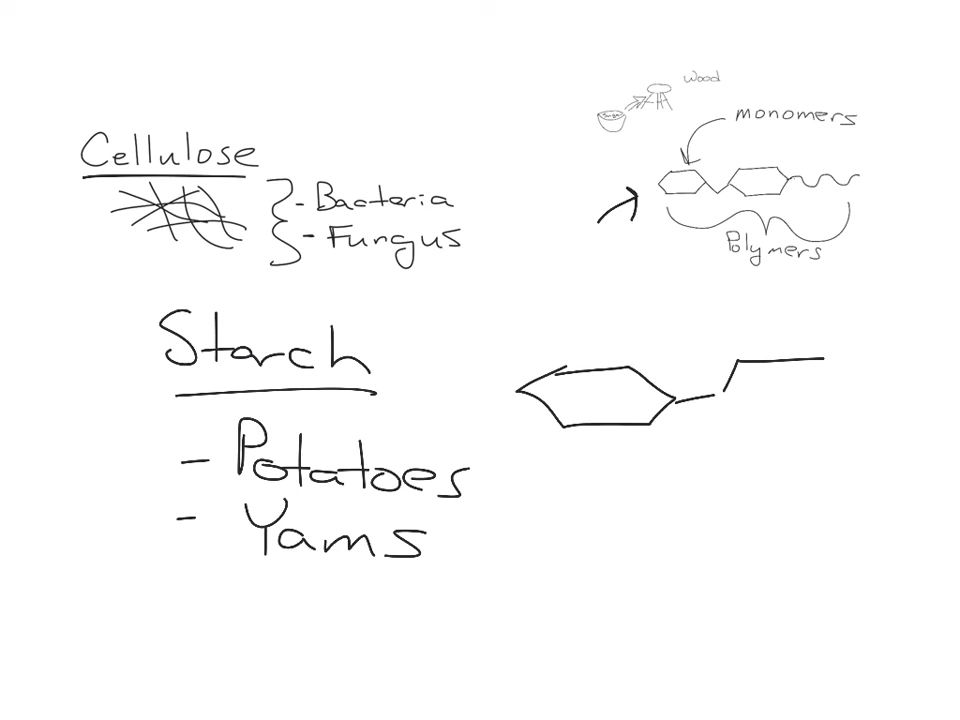 Wood
monomers
Cellulose
- Bacteria
- Fungus
Polymers
Starch
- Potatoes
- Yams